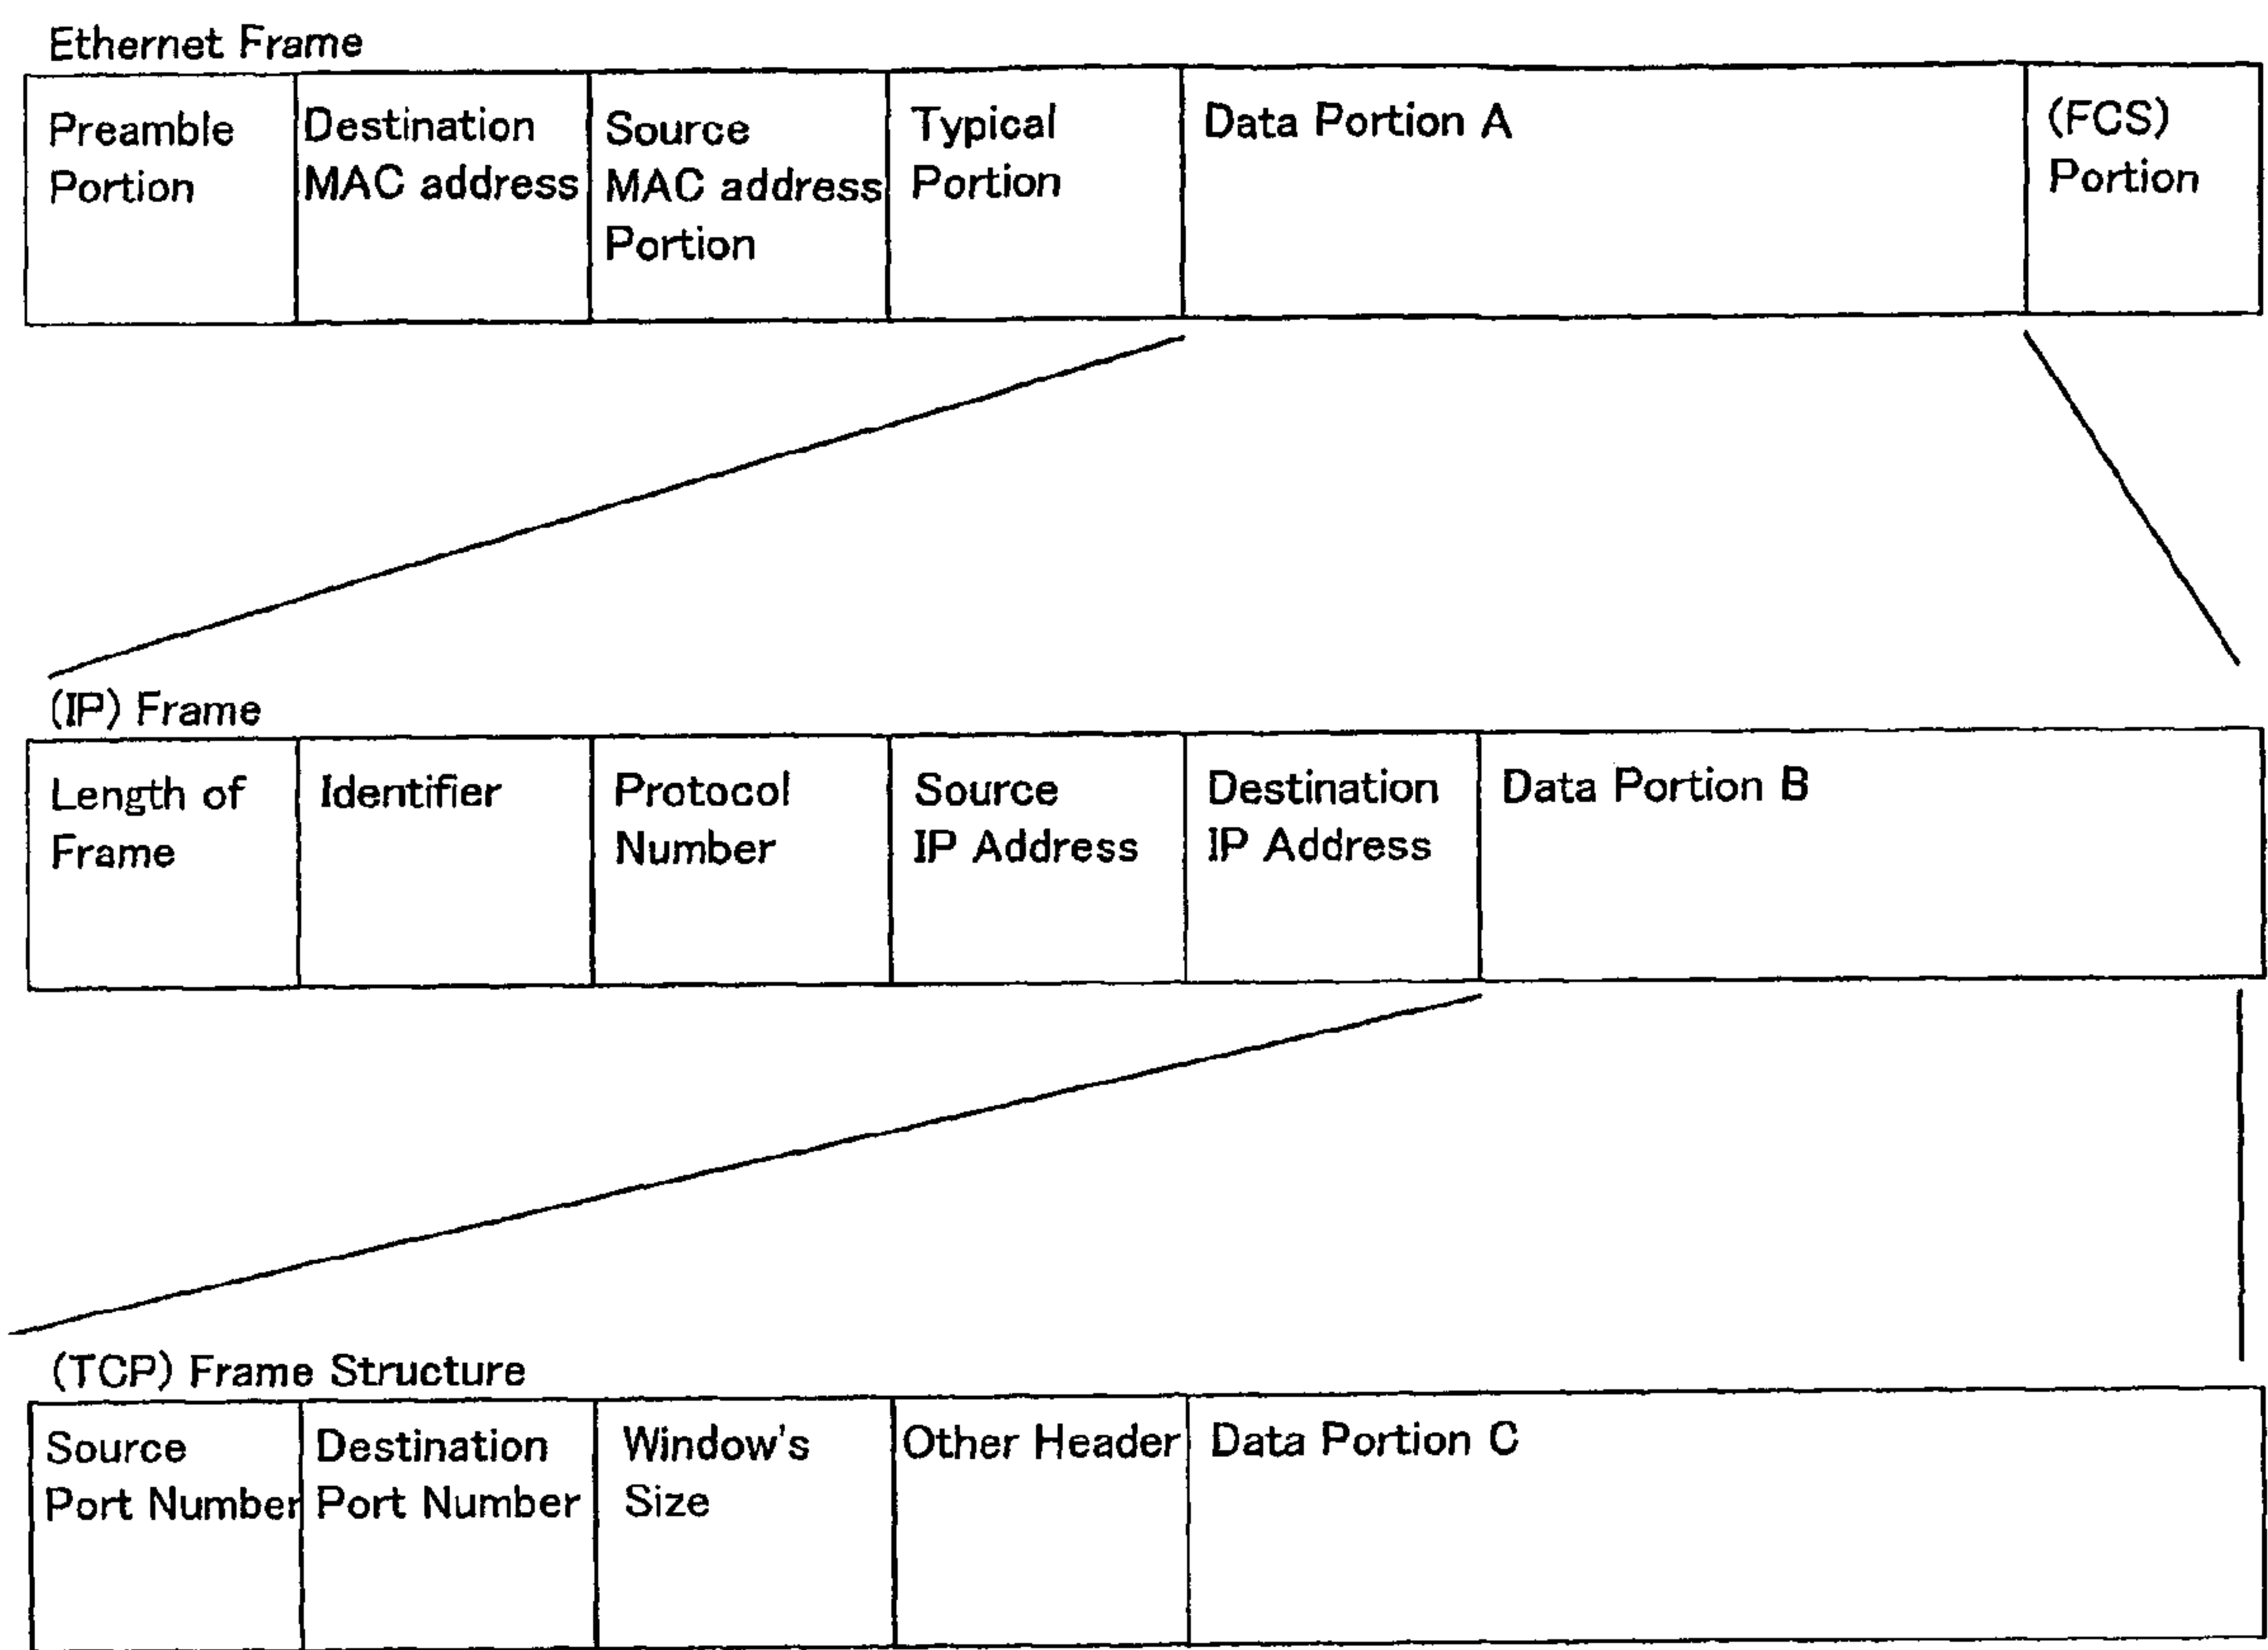 Ethernet Frame
Preamble
Portion
Destination
MAC address
Source
MAC address
Portion
Typical
Portion
Data Portion A
(FCS)
Portion
(IP) Frame
Length of
Frame
Identifier
Protocol
Number
Source
IP Address
Destination
IP Address
Data Portion B
(TCP) Frame Structure
Source
Port Number
Destination
Port Number
Window's
Size
Other Header
Data Portion C